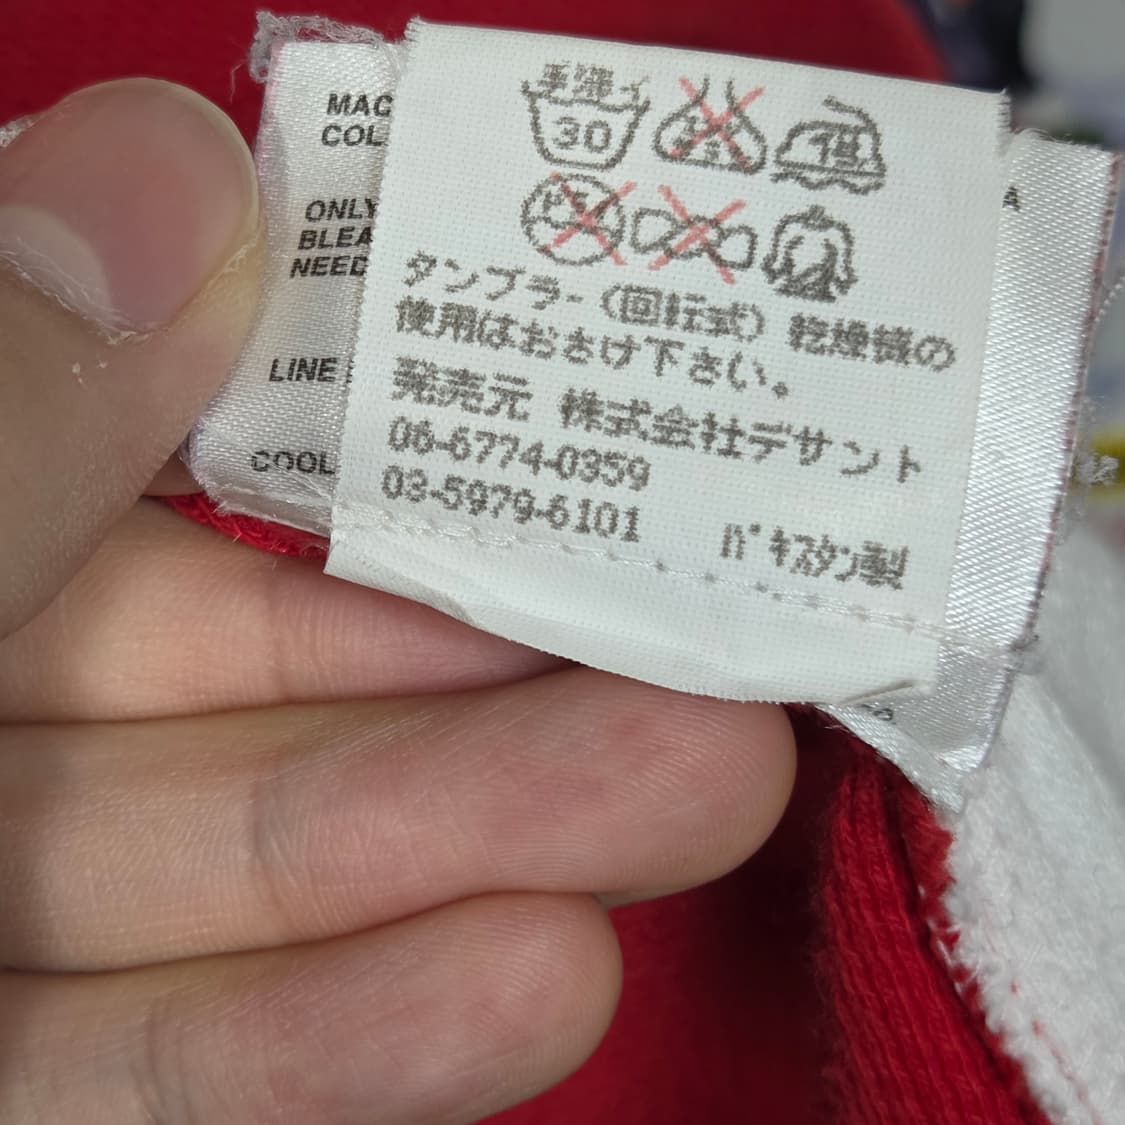 MAC
COL
ONLY
BLEA
NEED
LINE
COOL
A
手洗イ
30
中
タンブラー(回転式)乾燥機の
使用はおさけ下さい。
発売元 株式会社デサント
06-6774-0359
03-5979-6101
パキスタン製